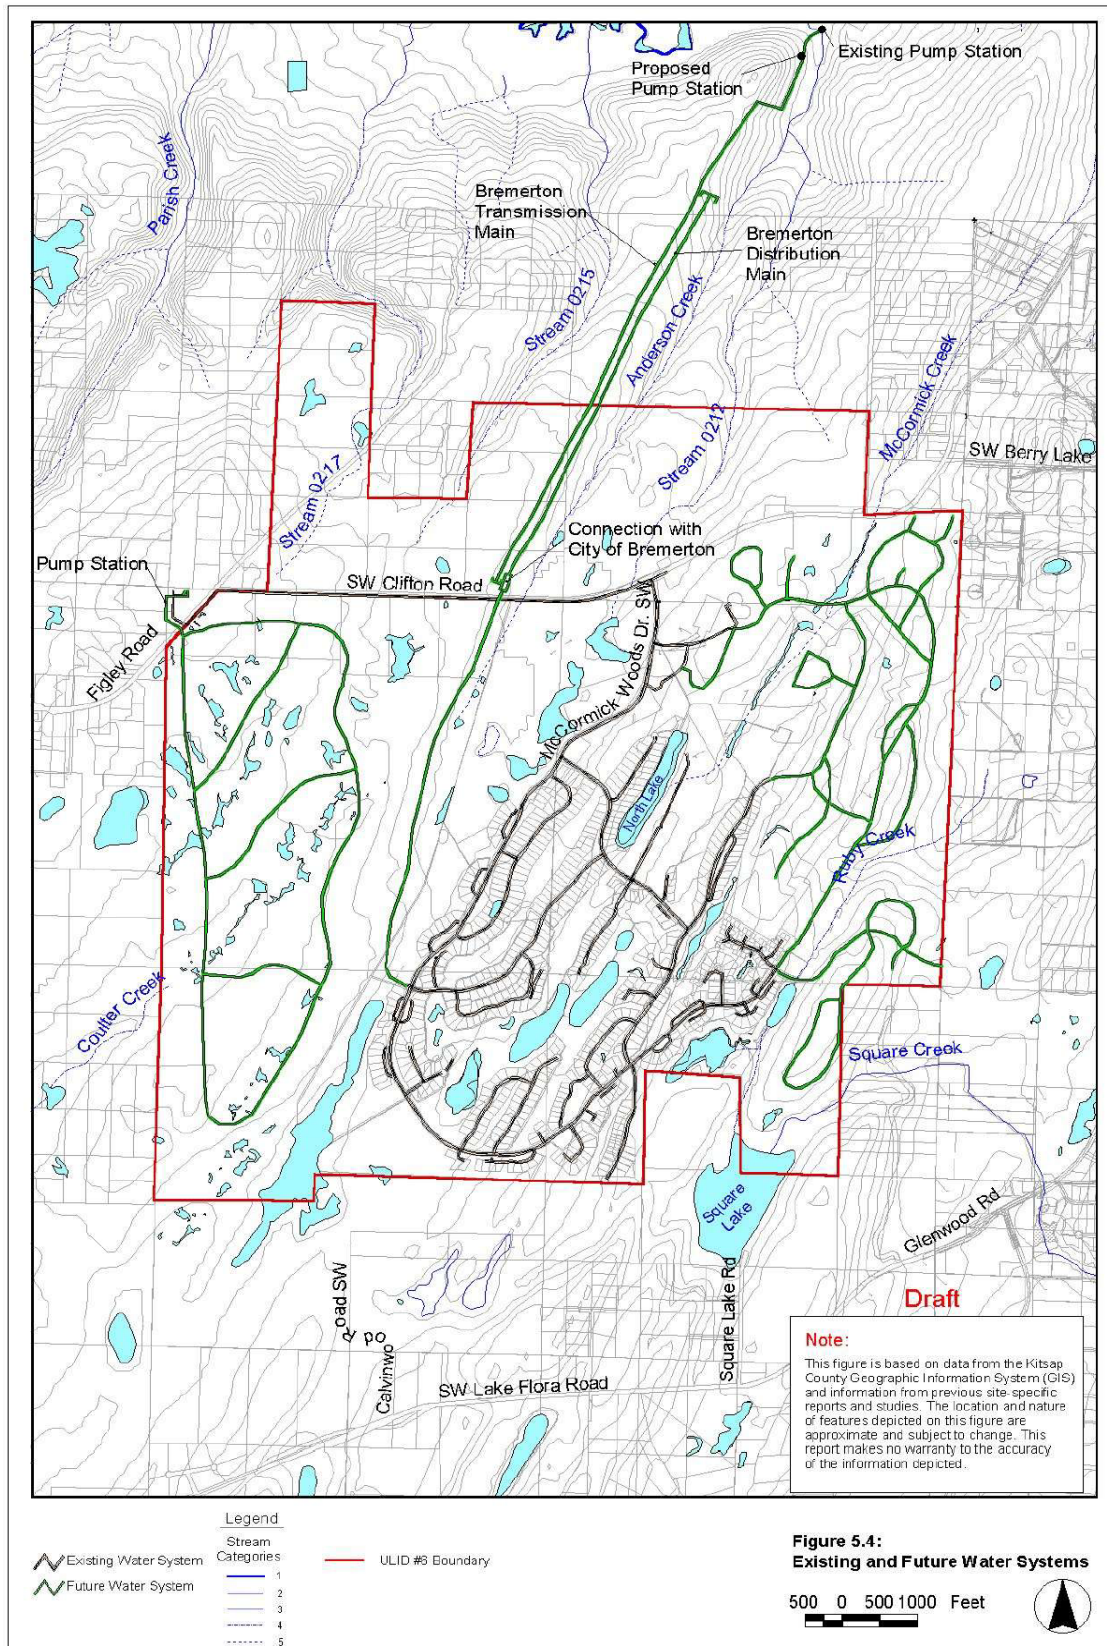 Existing Pump Station
Proposed
Pump Station
Parish Creek
Bremerton
Transmission
Main
Bremerton
Distribution
Main
Stream 0215
Anderson Creek
McCormick Creek
Stream 0212
SW Berry Lake
Stream 0217
Connection with
City of Bremerton
Pump Station
SW Clifton Road
Figley Road
McCormick Woods Dr. SW
North Lake
Ruby Creek
Coulter Creek
Square Creek
Square
Lake
Glenwood Rd
Square Lake Rd
Calvinwo
od R
oad SW
SW Lake Flora Road
Draft
Note:
This figure is based on data from the Kitsap
County Geographic Information System (GIS)
and information from previous site-specific
reports and studies. The location and nature
of features depicted on this figure are
approximate and subject to change. This
report makes no warranty to the accuracy
of the information depicted.
Legend
Existing Water System
Future Water System
Stream
Categories
1
2
3
4
5
ULID #6 Boundary
Figure 5.4:
Existing and Future Water Systems
500 0 500 1000 Feet